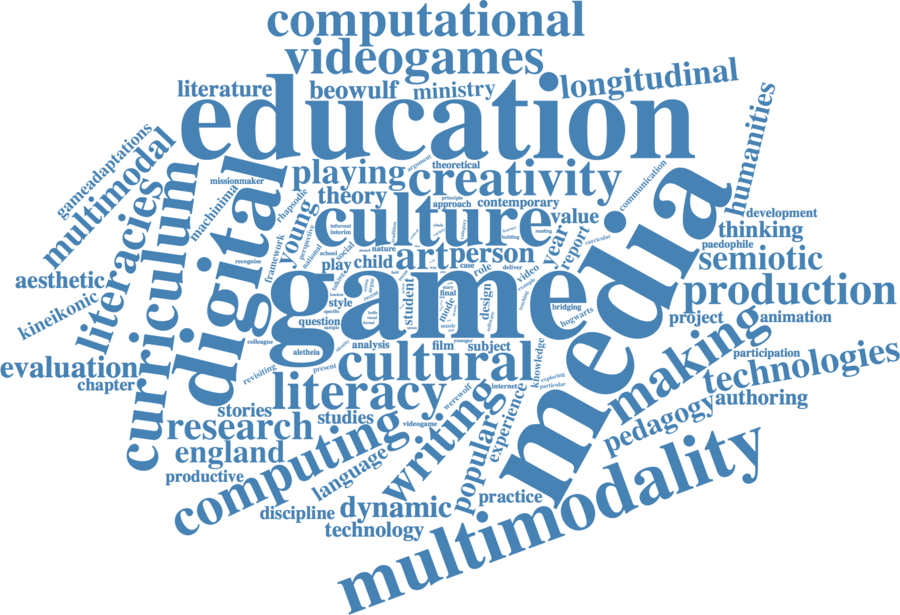 computational
videogames
longitudinal
literature
beowulf
ministry
education
humanities
gameadaptations
multimodal
literacies
curriculum
digital
missionmaker
machinima
rhapsodic
playing
argument
theoretical
creativity
communication
media
young
theory
culture
principle
approach
contemporary
value
year
report
development
thinking
paedophile
semiotic
production
aesthetic
kineikonic
recognise
framework
perspective
national
informed
interim
school
social
nature
play
child
art
person
case
role
deliver
video
curricular
building
reading
whole
game
style
specific
question
student
final
mode
music
design
example
bridging
hogwarts
project
animation
making
participation
technologies
evaluation
chapter
colleague
aletheia
analysis
film
younger
subject
cultural
knowledge
revisiting
present
literacy
werewolf
internet
exploring
particular
authoring
pedagogy
stories
studies
videogame
research
computing
writing
popular
experience
england
productive
language
discipline
dynamic
technology
practice
multimodality